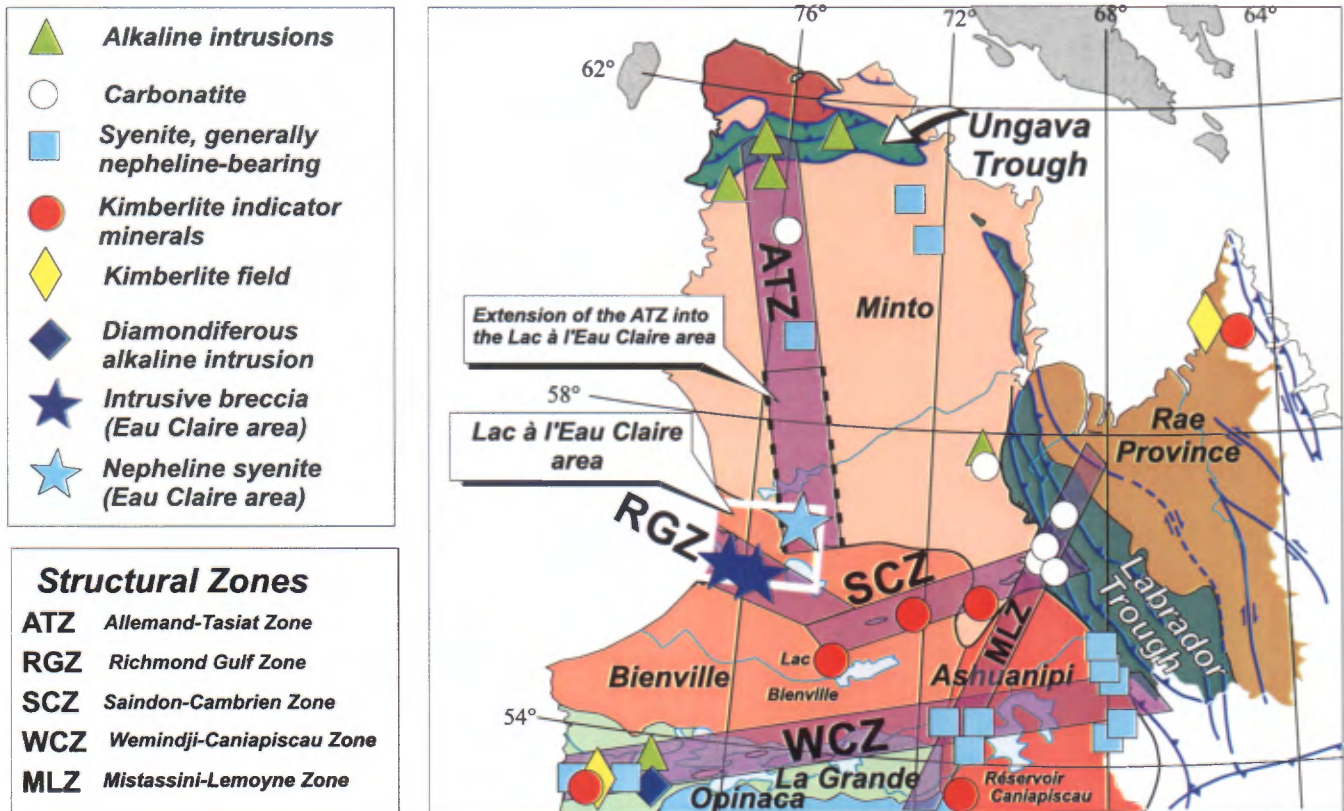 Alkaline intrusions
Carbonatite
Syenite, generally
nepheline-bearing
Kimberlite indicator
minerals
Kimberlite field
Diamondiferous
alkaline intrusion
Intrusive breccia
(Eau Claire area)
Nepheline syenite
(Eau Claire area)
Structural Zones
ATZ Allemand-Tasiat Zone
RGZ Richmond Gulf Zone
SCZ Saindon-Cambrien Zone
WCZ Wemindji-Caniapiscau Zone
MLZ Mistassini-Lemoyne Zone
76°
72°
68°
64°
62°
Ungava
Trough
ATZ
Minto
Extension of the ATZ into
the Lac à l'Eau Claire area
58°
Lac à l'Eau Claire
area
Rae
Province
RGZ
SCZ
MLZ
Labrador
Trough
Bienville
Lac
Bienville
Ashuanipi
54°
WCZ
La Grande
Opinaca
Réservoir
Caniapiscau